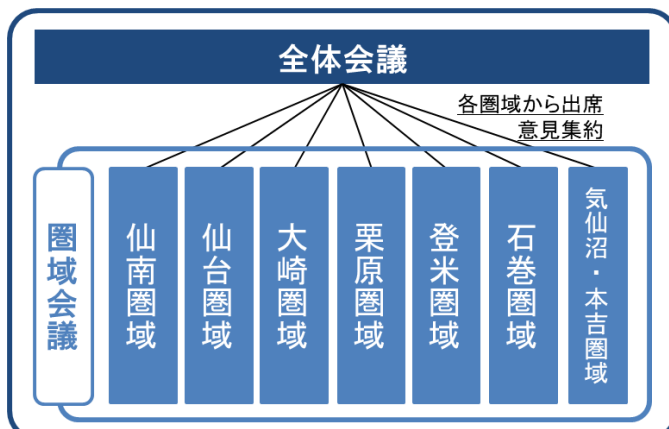 全体会議
各圏域から出席
意見集約
圏域会議
仙南圏域
仙台圏域
大崎圏域
栗原圏域
登米圏域
石巻圏域
気仙沼・本吉圏域